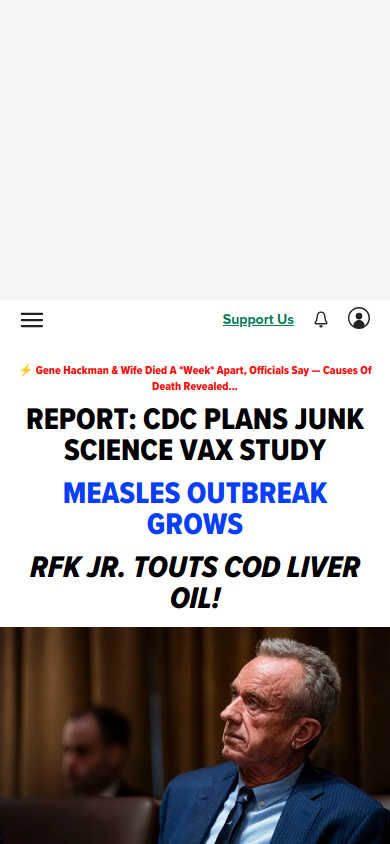 Support Us
⚡ Gene Hackman & Wife Died A *Week* Apart, Officials Say — Causes Of
Death Revealed...
REPORT: CDC PLANS JUNK
SCIENCE VAX STUDY
MEASLES OUTBREAK
GROWS
RFK JR. TOUTS COD LIVER
OIL!